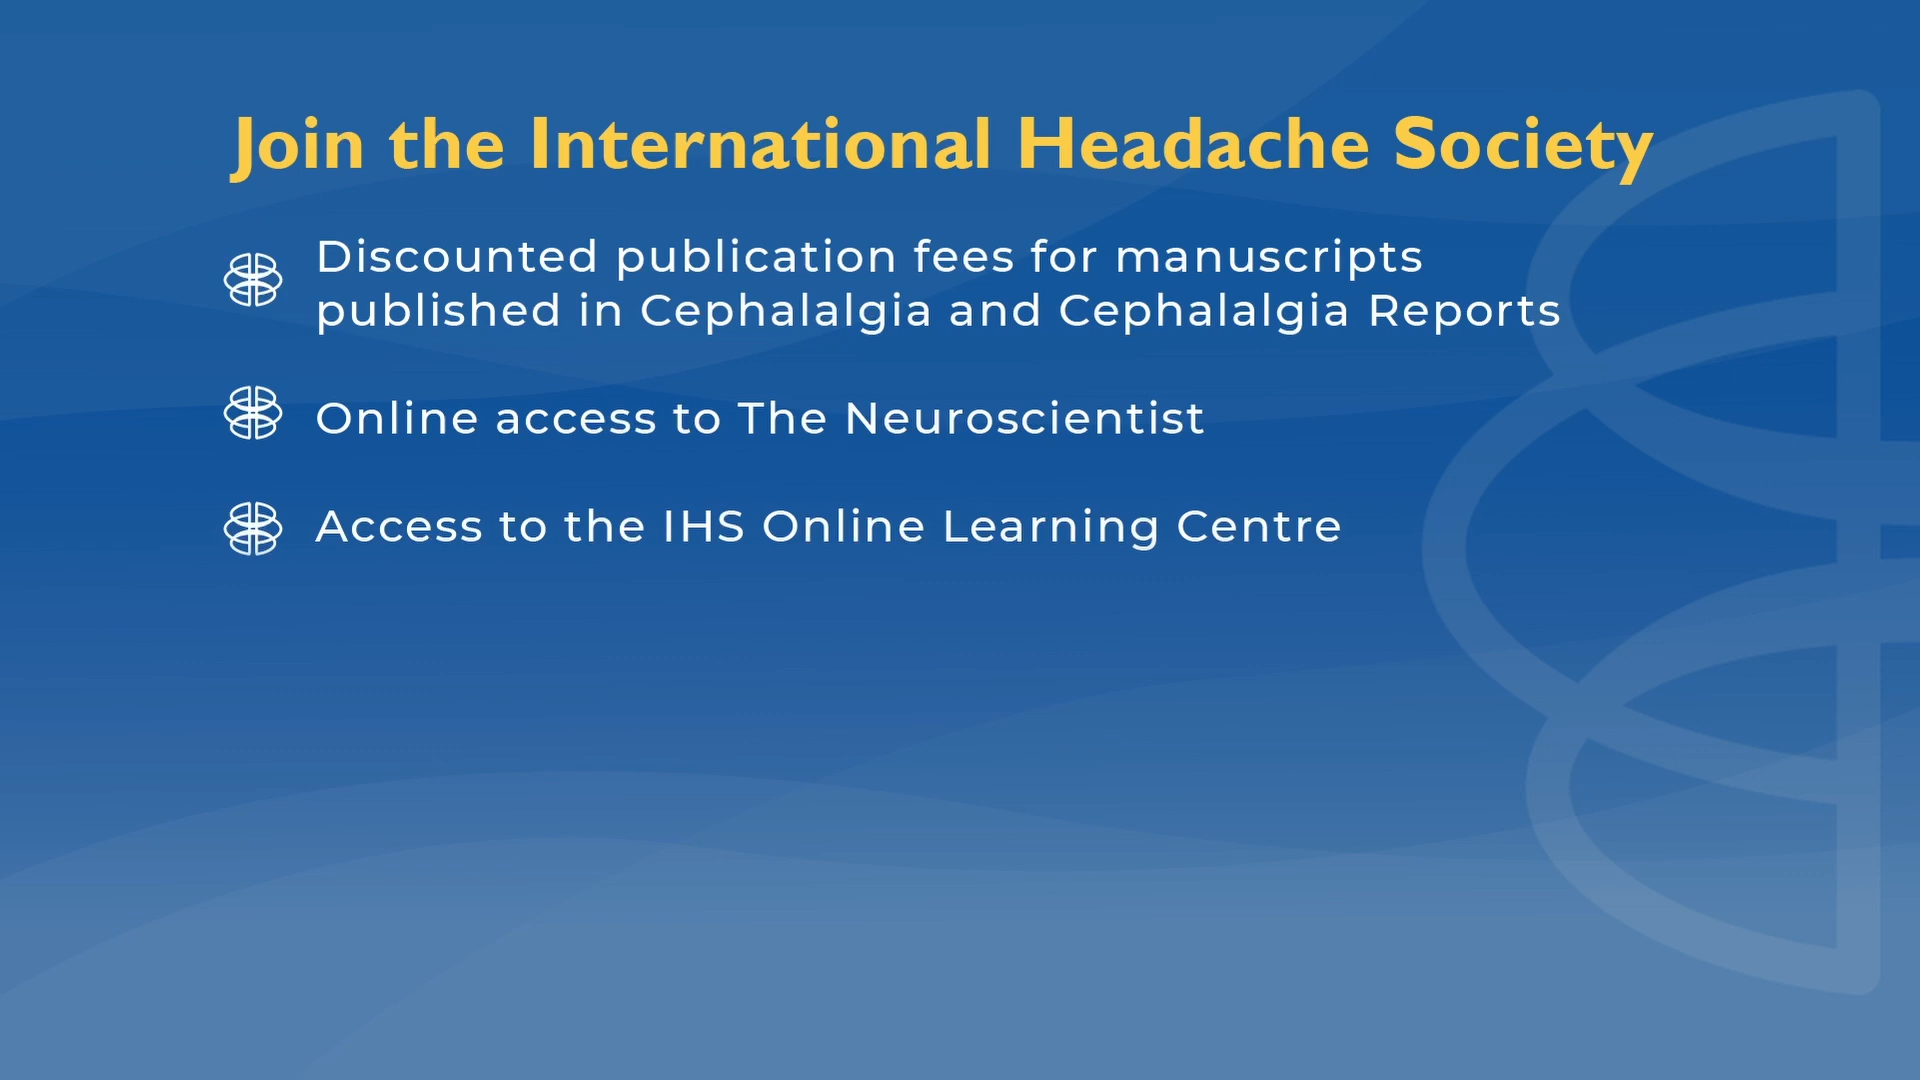 Join the International Headache Society
Discounted publication fees for manuscripts
published in Cephalalgia and Cephalalgia Reports
Online access to The Neuroscientist
Access to the IHS Online Learning Centre